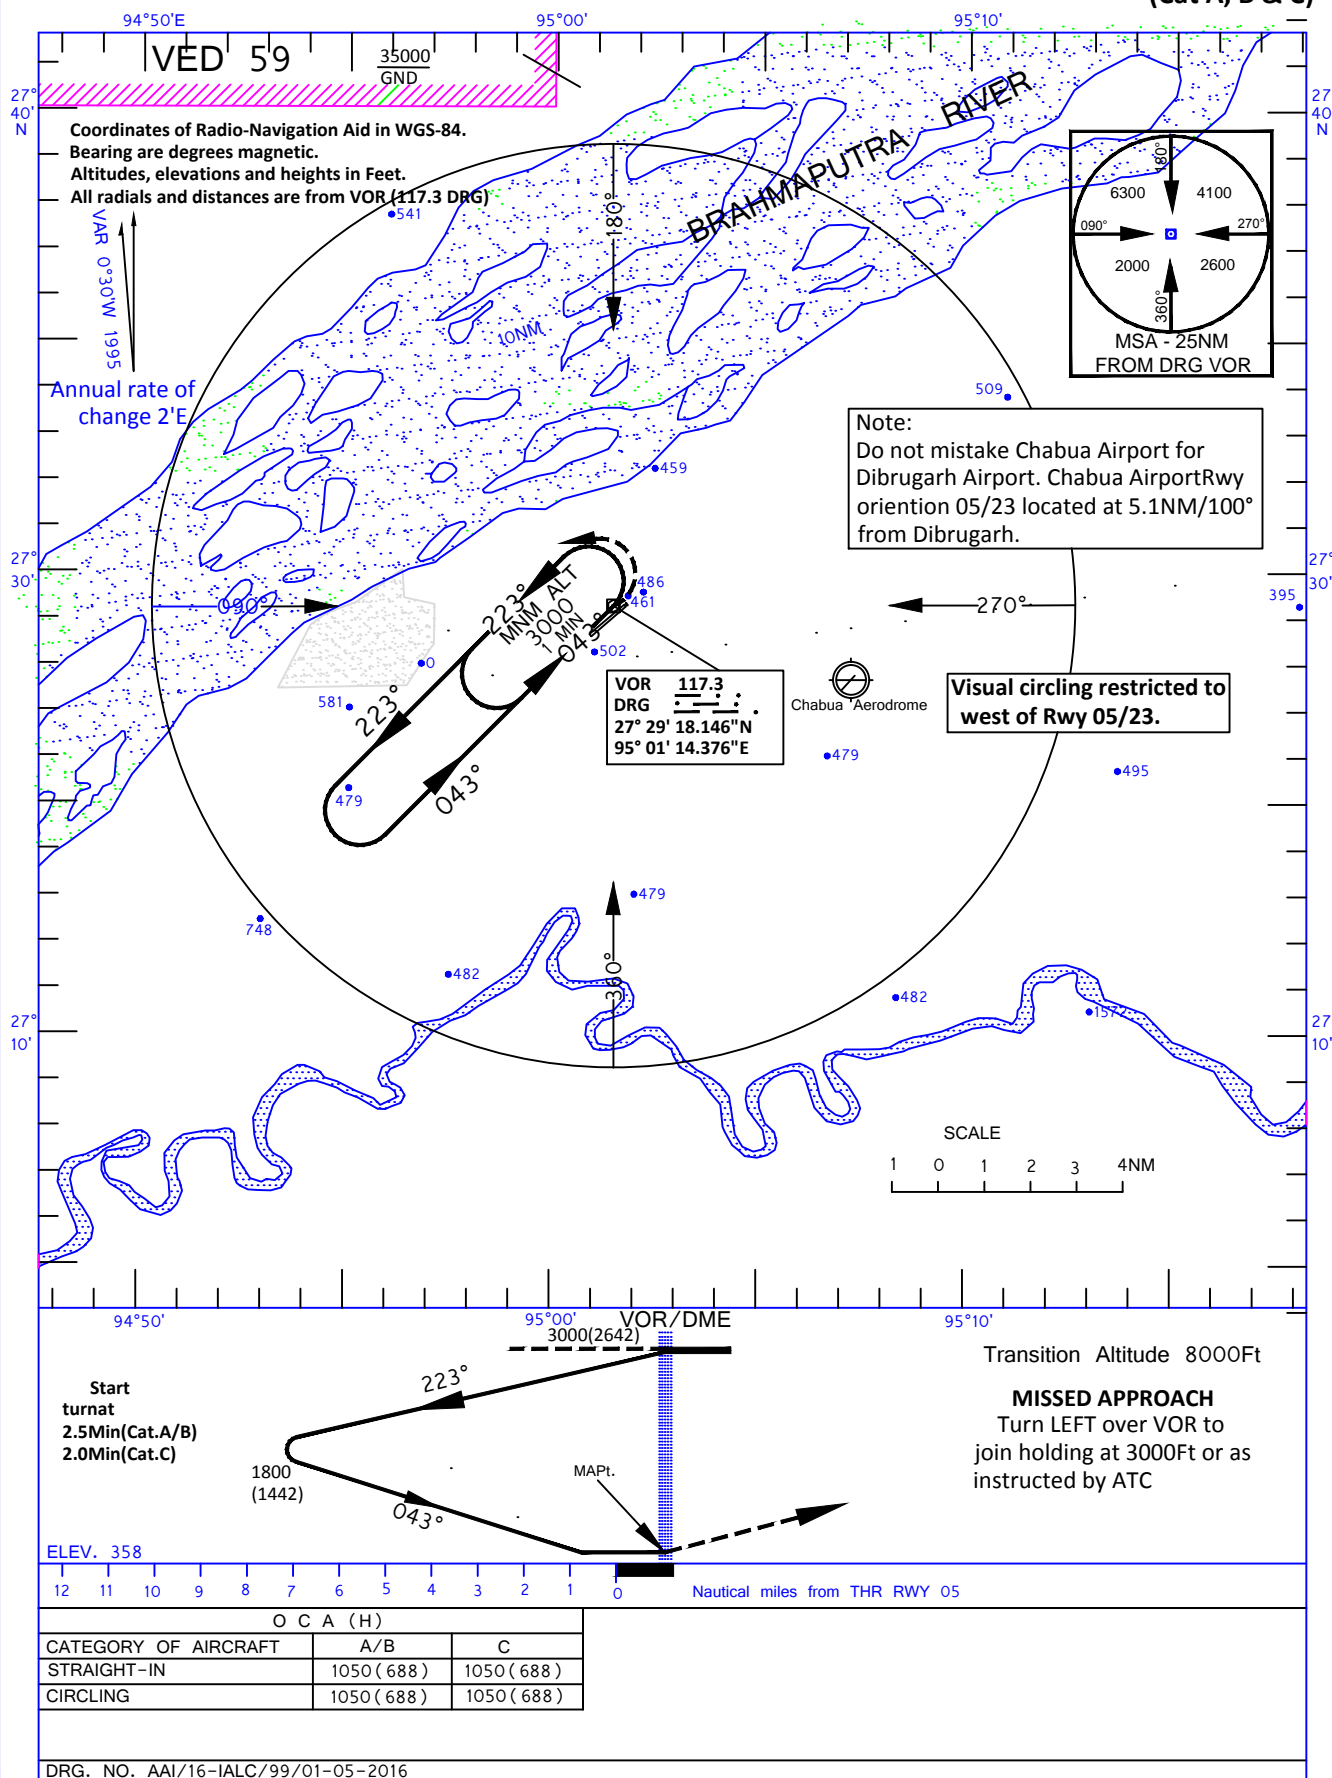 (Cat A, B & C)
94°50'E 95°00' 95°10'
VED 59
35000
GND
27°
40'
N
27
40
N
Coordinates of Radio-Navigation Aid in WGS-84.
Bearing are degrees magnetic.
Altitudes, elevations and heights in Feet.
All radials and distances are from VOR (117.3 DRG)
541
VAR 0°30'W 1995
Annual rate of
change 2'E
BRAHMAPUTRA RIVER
180°
10NM
180°
6300 4100
090° 270°
2000 2600
360°
MSA - 25NM
FROM DRG VOR
509
Note:
Do not mistake Chabua Airport for
Dibrugarh Airport. Chabua AirportRwy
oriention 05/23 located at 5.1NM/100°
from Dibrugarh.
459
27°
30'
27°
30'
486
461
395
090°
270°
223°
MNM ALT
3000
1 MIN
043°
502
0
581
223°
043°
479
VOR 117.3
DRG
27° 29' 18.146"N
95° 01' 14.376"E
Chabua Aerodrome
Visual circling restricted to
west of Rwy 05/23.
479
495
479
748
482
360°
482
1572
27°
10'
27
10'
SCALE
1 0 1 2 3 4NM
94°50' 95°00' 95°10'
VOR/DME
3000(2642)
Transition Altitude 8000Ft
223°
Start
turnat
2.5Min(Cat.A/B)
2.0Min(Cat.C)
MISSED APPROACH
Turn LEFT over VOR to
join holding at 3000Ft or as
instructed by ATC
1800
(1442)
MAPt.
043°
ELEV. 358
12 11 10 9 8 7 6 5 4 3 2 1 0 Nautical miles from THR RWY 05
O C A (H)
CATEGORY OF AIRCRAFT A/B C
STRAIGHT-IN 1050(688) 1050(688)
CIRCLING 1050(688) 1050(688)
DRG. NO. AAI/16-IALC/99/01-05-2016